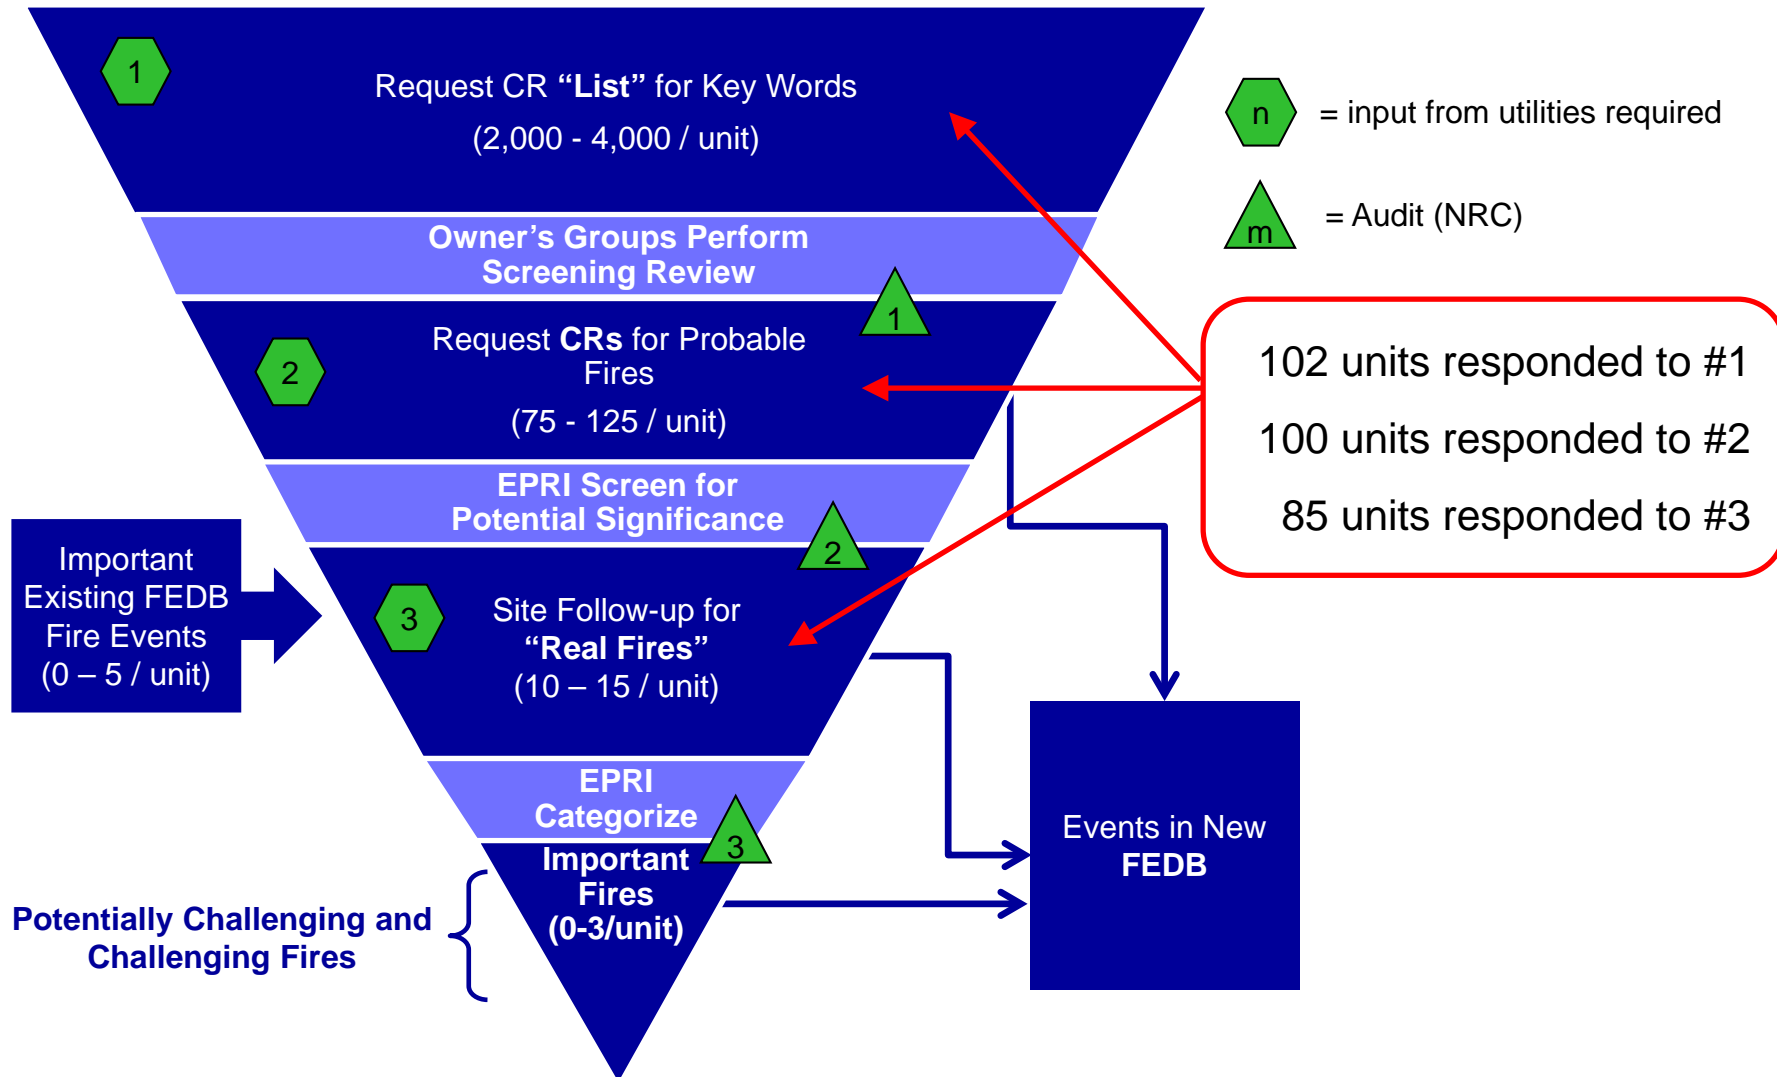 1
Request CR “List” for Key Words
(2,000 - 4,000 / unit)
n
= input from utilities required
m
= Audit (NRC)
Owner’s Groups Perform
Screening Review
1
2
Request CRs for Probable
Fires
(75 - 125 / unit)
102 units responded to #1
100 units responded to #2
85 units responded to #3
EPRI Screen for
Potential Significance
2
Important
Existing FEDB
Fire Events
(0 – 5 / unit)
3
Site Follow-up for
“Real Fires”
(10 – 15 / unit)
EPRI
Categorize
3
Important
Fires
(0-3/unit)
Potentially Challenging and
Challenging Fires
Events in New
FEDB